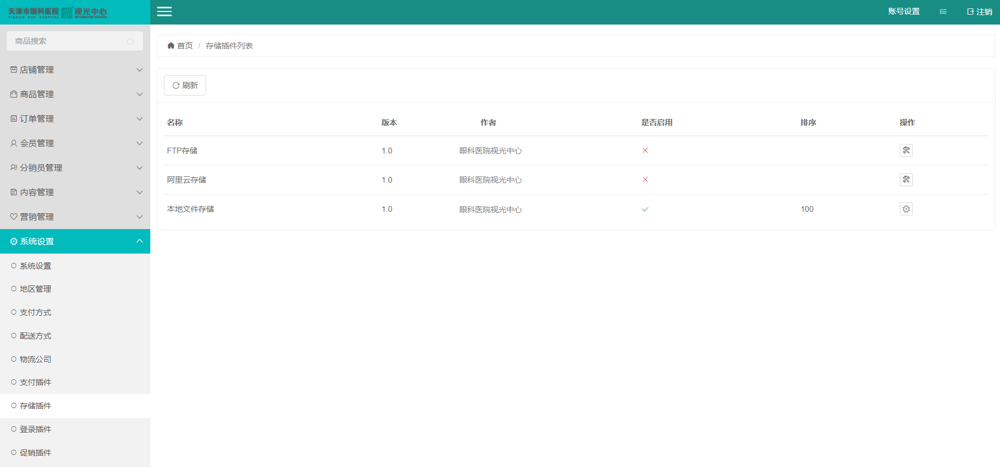 天津市眼科医院 视光中心
TIANJIN EYE HOSPITAL OPTOMETRIC CENTER
账号设置
注销
商品搜索
店铺管理
商品管理
订单管理
会员管理
分销员管理
内容管理
营销管理
系统设置
系统设置
地区管理
支付方式
配送方式
物流公司
支付插件
存储插件
登录插件
促销插件
首页 / 存储插件列表
刷新
名称 版本 作者 是否启用 排序 操作
FTP存储 1.0 眼科医院视光中心
阿里云存储 1.0 眼科医院视光中心
本地文件存储 1.0 眼科医院视光中心 100